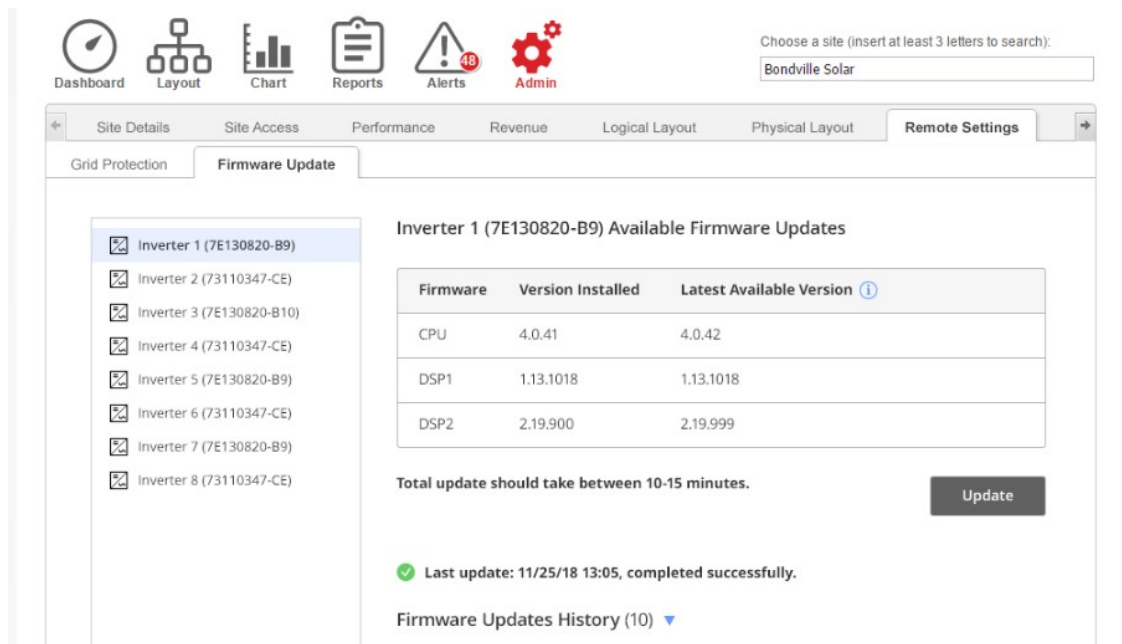 Choose a site (insert at least 3 letters to search):
Bondville Solar
48
Dashboard Layout Chart Reports Alerts Admin
Site Details Site Access Performance Revenue Logical Layout Physical Layout Remote Settings
Grid Protection Firmware Update
Inverter 1 (7E130820-B9)
Inverter 2 (73110347-CE)
Inverter 3 (7E130820-B10)
Inverter 4 (73110347-CE)
Inverter 5 (7E130820-B9)
Inverter 6 (73110347-CE)
Inverter 7 (7E130820-B9)
Inverter 8 (73110347-CE)
Inverter 1 (7E130820-B9) Available Firmware Updates
Firmware Version Installed Latest Available Version i
CPU 4.0.41 4.0.42
DSP1 1.13.1018 1.13.1018
DSP2 2.19.900 2.19.999
Total update should take between 10-15 minutes.
Update
Last update: 11/25/18 13:05, completed successfully.
Firmware Updates History (10)